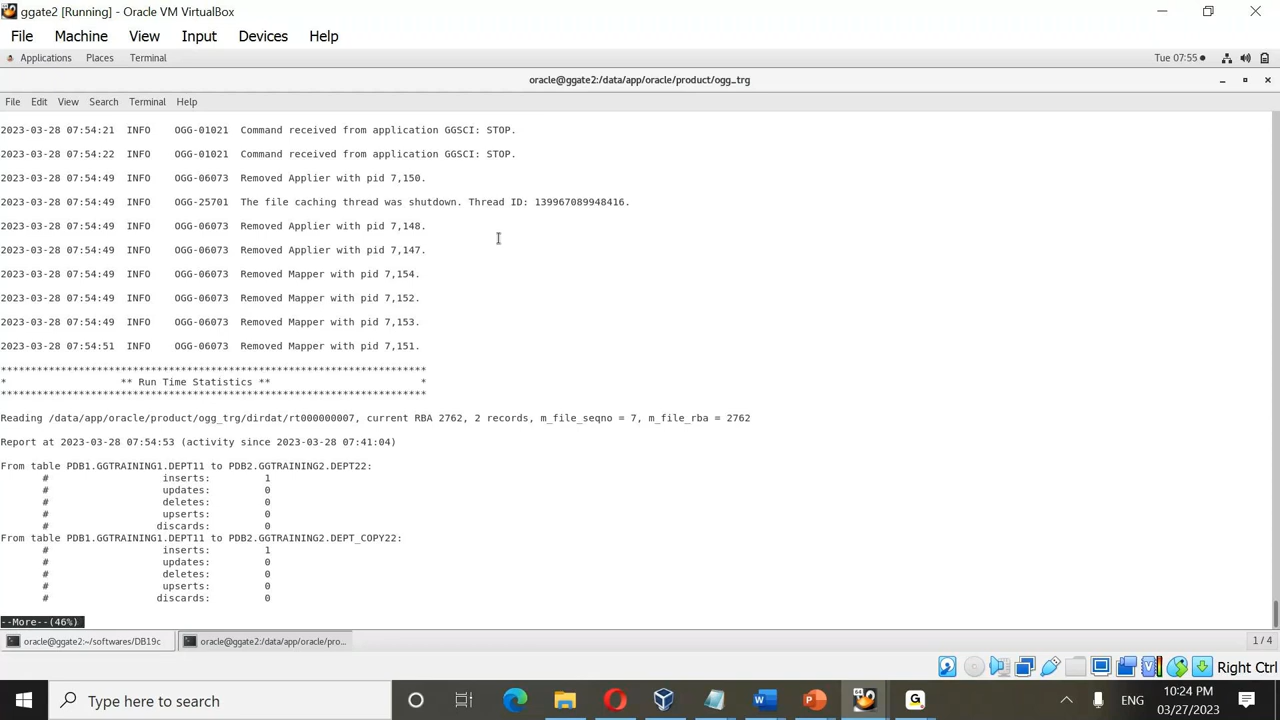 ggate2 [Running] - Oracle VM VirtualBox
File Machine View Input Devices Help
Applications Places Terminal Tue 07:55
oracle@ggate2:/data/app/oracle/product/ogg_trg
File Edit View Search Terminal Help
2023-03-28 07:54:21 INFO OGG-01021 Command received from application GGSCI: STOP.
2023-03-28 07:54:22 INFO OGG-01021 Command received from application GGSCI: STOP.
2023-03-28 07:54:49 INFO OGG-06073 Removed Applier with pid 7,150.
2023-03-28 07:54:49 INFO OGG-25701 The file caching thread was shutdown. Thread ID: 139967089948416.
2023-03-28 07:54:49 INFO OGG-06073 Removed Applier with pid 7,148.
2023-03-28 07:54:49 INFO OGG-06073 Removed Applier with pid 7,147.
2023-03-28 07:54:49 INFO OGG-06073 Removed Mapper with pid 7,154.
2023-03-28 07:54:49 INFO OGG-06073 Removed Mapper with pid 7,152.
2023-03-28 07:54:49 INFO OGG-06073 Removed Mapper with pid 7,153.
2023-03-28 07:54:51 INFO OGG-06073 Removed Mapper with pid 7,151.
***********************************************************************
* ** Run Time Statistics ** *
***********************************************************************
Reading /data/app/oracle/product/ogg_trg/dirdat/rt000000007, current RBA 2762, 2 records, m_file_seqno = 7, m_file_rba = 2762
Report at 2023-03-28 07:54:53 (activity since 2023-03-28 07:41:04)
From table PDB1.GGTRAINING1.DEPT11 to PDB2.GGTRAINING2.DEPT22:
# inserts: 1
# updates: 0
# deletes: 0
# upserts: 0
# discards: 0
From table PDB1.GGTRAINING1.DEPT11 to PDB2.GGTRAINING2.DEPT_COPY22:
# inserts: 1
# updates: 0
# deletes: 0
# upserts: 0
# discards: 0
--More--(46%)
oracle@ggate2:~/softwares/DB19c oracle@ggate2:/data/app/oracle/pro... 1 / 4
Right Ctrl
Type here to search ENG 10:24 PM
03/27/2023